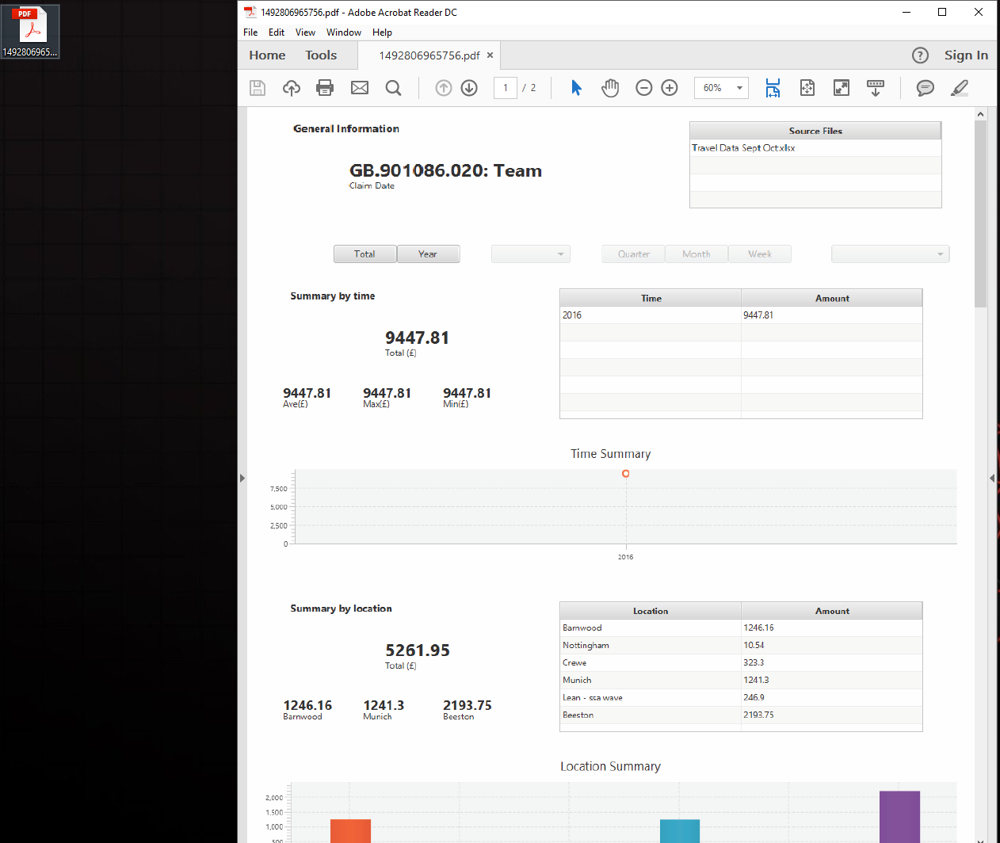 PDF
1492806965...
1492806965756.pdf - Adobe Acrobat Reader DC
File Edit View Window Help
Home Tools 1492806965756.pdf × Sign In
1 / 2 60%
General Information
Source Files
Travel Data Sept Oct.xlsx
GB.901086.020: Team
Claim Date
Total Year Quarter Month Week
Summary by time
Time Amount
2016 9447.81
9447.81
Total (£)
9447.81 9447.81 9447.81
Ave(£) Max(£) Min(£)
Time Summary
7,500
5,000
2,500
0
2016
Summary by location
Location Amount
Barnwood 1246.16
Nottingham 10.54
Crewe 323.3
Munich 1241.3
Lean - ssa wave 246.9
Beeston 2193.75
5261.95
Total (£)
1246.16 1241.3 2193.75
Barnwood Munich Beeston
Location Summary
2,000
1,500
1,000
500